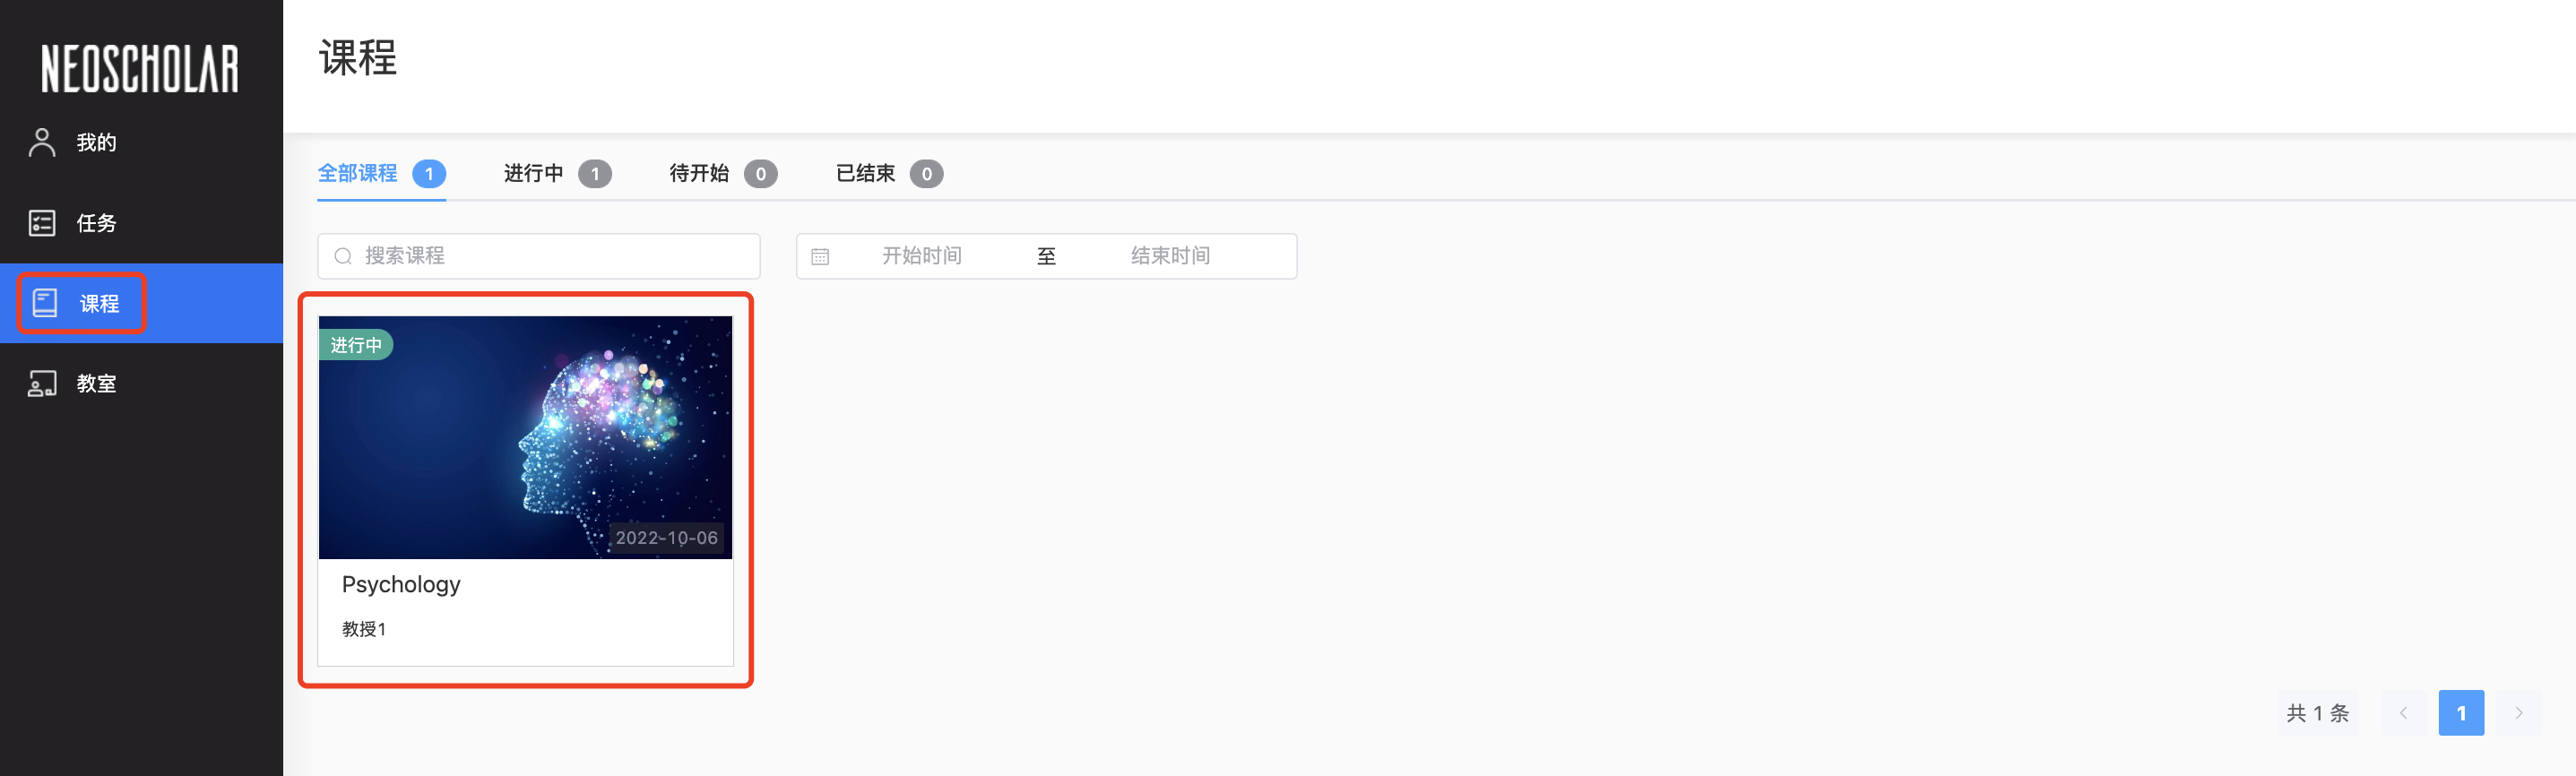 NEOSCHOLAR
我的
任务
课程
教室
课程
全部课程 1 进行中 1 待开始 0 已结束 0
搜索课程 开始时间 至 结束时间
进行中
2022-10-06
Psychology
教授1
共 1 条 1